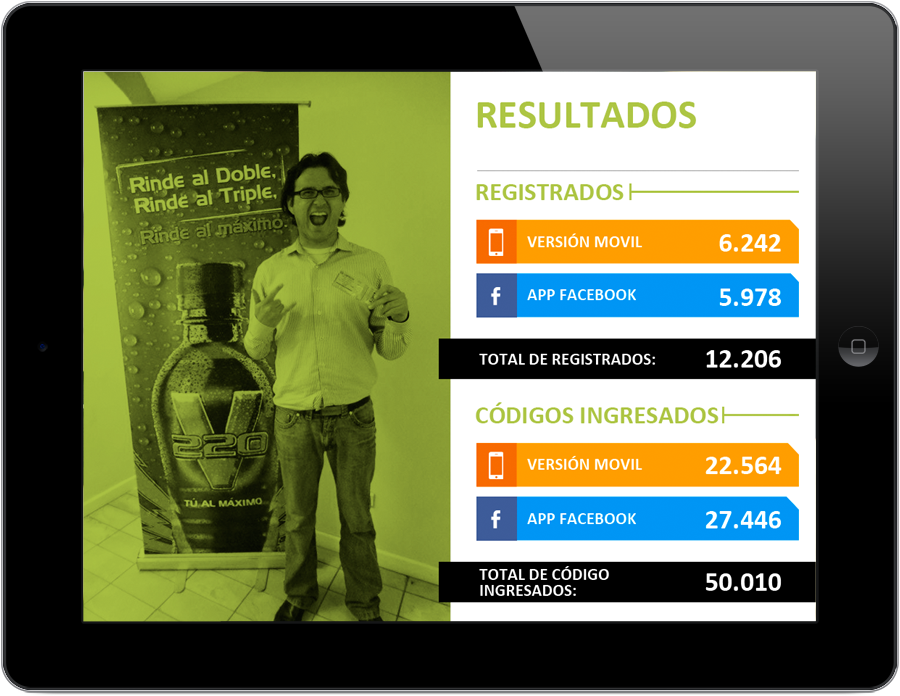 Rinde al Doble,
Rinde al Triple,
Rinde al máximo.
V
220
TÚ AL MÁXIMO
RESULTADOS
REGISTRADOS
VERSIÓN MOVIL 6.242
f APP FACEBOOK 5.978
TOTAL DE REGISTRADOS: 12.206
CÓDIGOS INGRESADOS
VERSIÓN MOVIL 22.564
f APP FACEBOOK 27.446
TOTAL DE CÓDIGO
INGRESADOS: 50.010